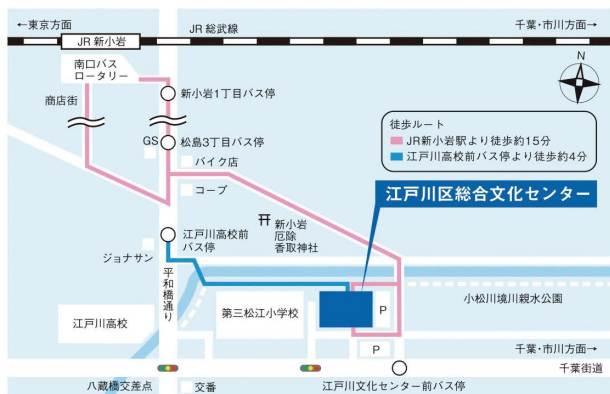 ←東京方面
JR 総武線
千葉・市川方面→
JR 新小岩
南口バス
ロータリー
商店街
新小岩1丁目バス停
N
GS
松島3丁目バス停
バイク店
コープ
徒歩ルート
JR新小岩駅より徒歩約15分
江戸川高校前バス停より徒歩約4分
江戸川区総合文化センター
江戸川高校前
バス停
新小岩
厄除
香取神社
ジョナサン
平和橋通り
江戸川高校
第三松江小学校
P
小松川境川親水公園
P
千葉・市川方面→
千葉街道
八蔵橋交差点
交番
江戸川文化センター前バス停